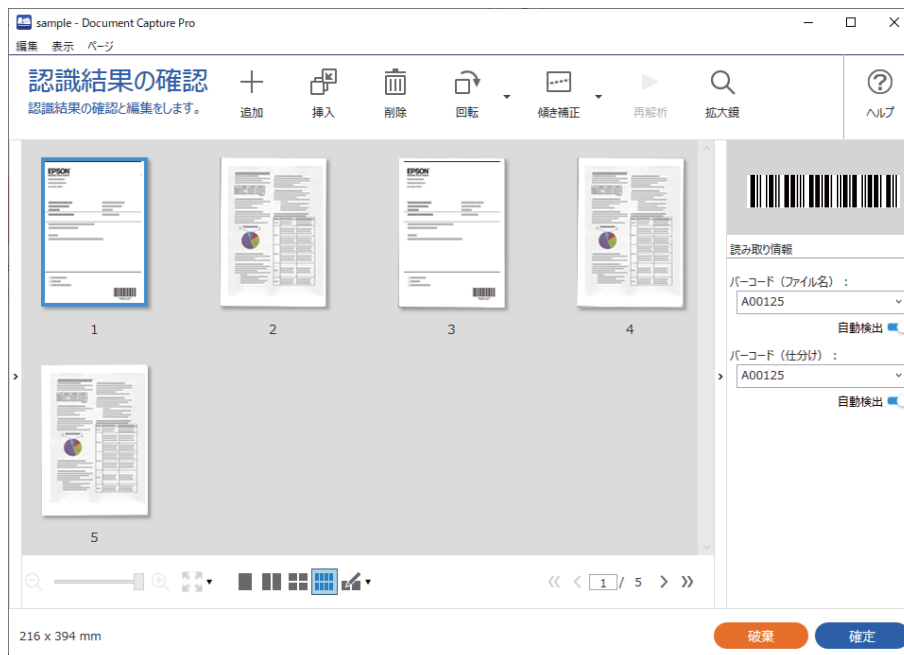 sample - Document Capture Pro
編集 表示 ページ
認識結果の確認
認識結果の確認と編集をします。
追加 挿入 削除 回転 傾き補正 再解析 拡大鏡 ヘルプ
EPSON
EPSON
1 2 3 4
読み取り情報
バーコード（ファイル名）：
A00125
自動検出
バーコード（仕分け）：
A00125
自動検出
5
1 / 5
216 x 394 mm
破棄 確定